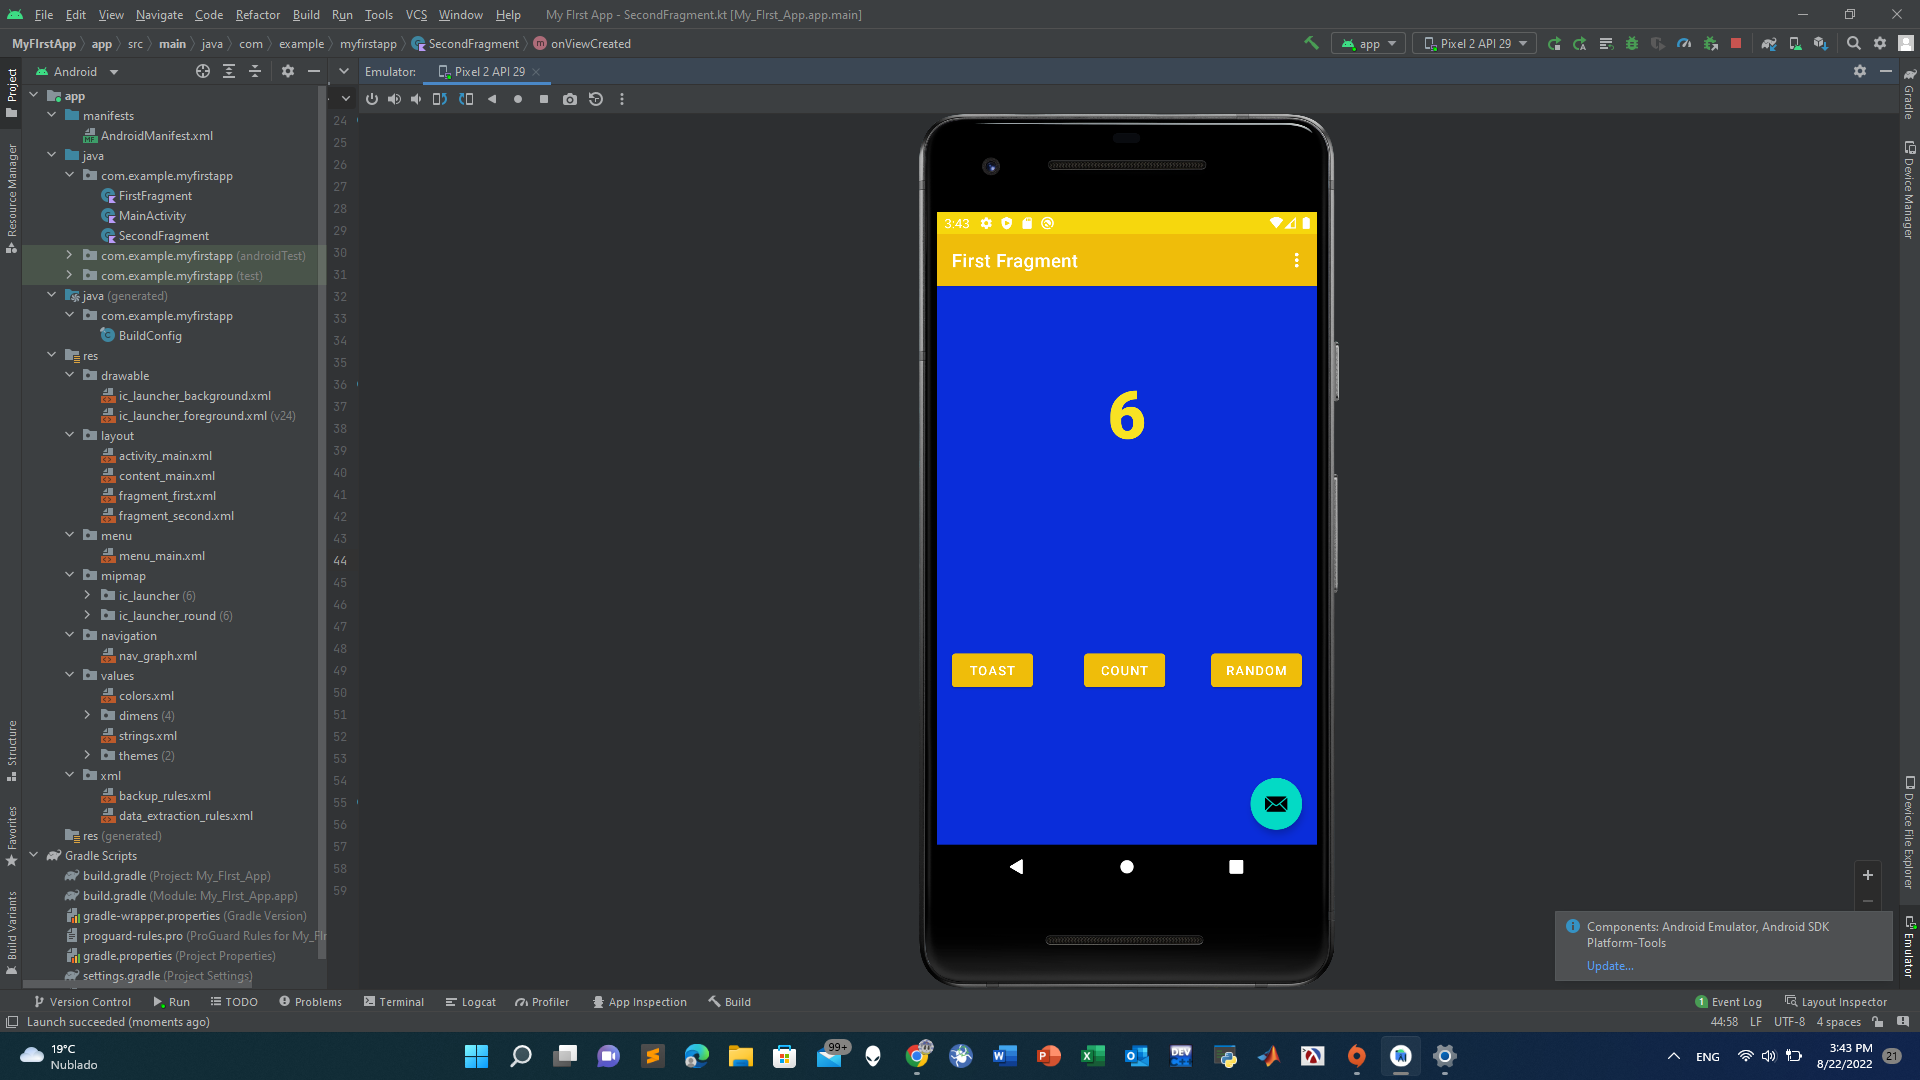 File Edit View Navigate Code Refactor Build Run Tools VCS Window Help My FIrst App - SecondFragment.kt [My_FIrst_App.app.main]
MyFIrstApp app src main java com example myfirstapp SecondFragment onViewCreated app Pixel 2 API 29
Project
Resource Manager
Structure
Favorites
Build Variants
Android
app
manifests
AndroidManifest.xml
java
com.example.myfirstapp
FirstFragment
MainActivity
SecondFragment
com.example.myfirstapp (androidTest)
com.example.myfirstapp (test)
java (generated)
com.example.myfirstapp
BuildConfig
res
drawable
ic_launcher_background.xml
ic_launcher_foreground.xml (v24)
layout
activity_main.xml
content_main.xml
fragment_first.xml
fragment_second.xml
menu
menu_main.xml
mipmap
ic_launcher (6)
ic_launcher_round (6)
navigation
nav_graph.xml
values
colors.xml
dimens (4)
strings.xml
themes (2)
xml
backup_rules.xml
data_extraction_rules.xml
res (generated)
Gradle Scripts
build.gradle (Project: My_FIrst_App)
build.gradle (Module: My_FIrst_App.app)
gradle-wrapper.properties (Gradle Version)
proguard-rules.pro (ProGuard Rules for My_FIr
gradle.properties (Project Properties)
settings.gradle (Project Settings)
Emulator: Pixel 2 API 29
24
25
26
27
28
29
30
31
32
33
34
35
36
37
38
39
40
41
42
43
44
45
46
47
48
49
50
51
52
53
54
55
56
57
58
59
3:43
First Fragment
6
TOAST COUNT RANDOM
Gradle
Device Manager
Device File Explorer
Emulator
Components: Android Emulator, Android SDK
Platform-Tools
Update...
Version Control Run TODO Problems Terminal Logcat Profiler App Inspection Build 1 Event Log Layout Inspector
Launch succeeded (moments ago) 44:58 LF UTF-8 4 spaces
19°C
Nublado
99+
DEV
ENG
3:43 PM
8/22/2022
21